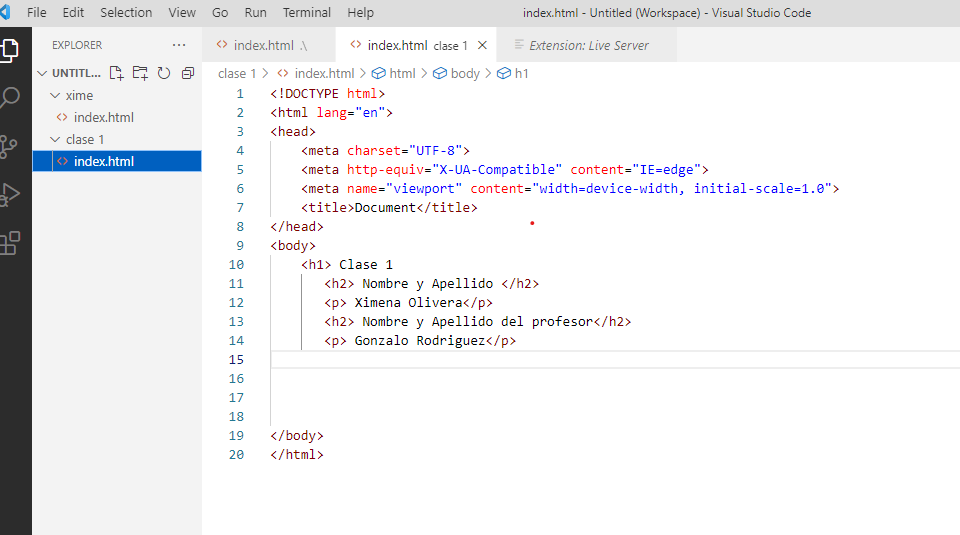 File Edit Selection View Go Run Terminal Help index.html - Untitled (Workspace) - Visual Studio Code
EXPLORER ...
UNTITL...
xime
index.html
clase 1
index.html
index.html .\ index.html clase 1 Extension: Live Server
clase 1 > index.html > html > body > h1
1 <!DOCTYPE html>
2 <html lang="en">
3 <head>
4 <meta charset="UTF-8">
5 <meta http-equiv="X-UA-Compatible" content="IE=edge">
6 <meta name="viewport" content="width=device-width, initial-scale=1.0">
7 <title>Document</title>
8 </head>
9 <body>
10 <h1> Clase 1
11 <h2> Nombre y Apellido </h2>
12 <p> Ximena Olivera</p>
13 <h2> Nombre y Apellido del profesor</h2>
14 <p> Gonzalo Rodriguez</p>
15
16
17
18
19 </body>
20 </html>